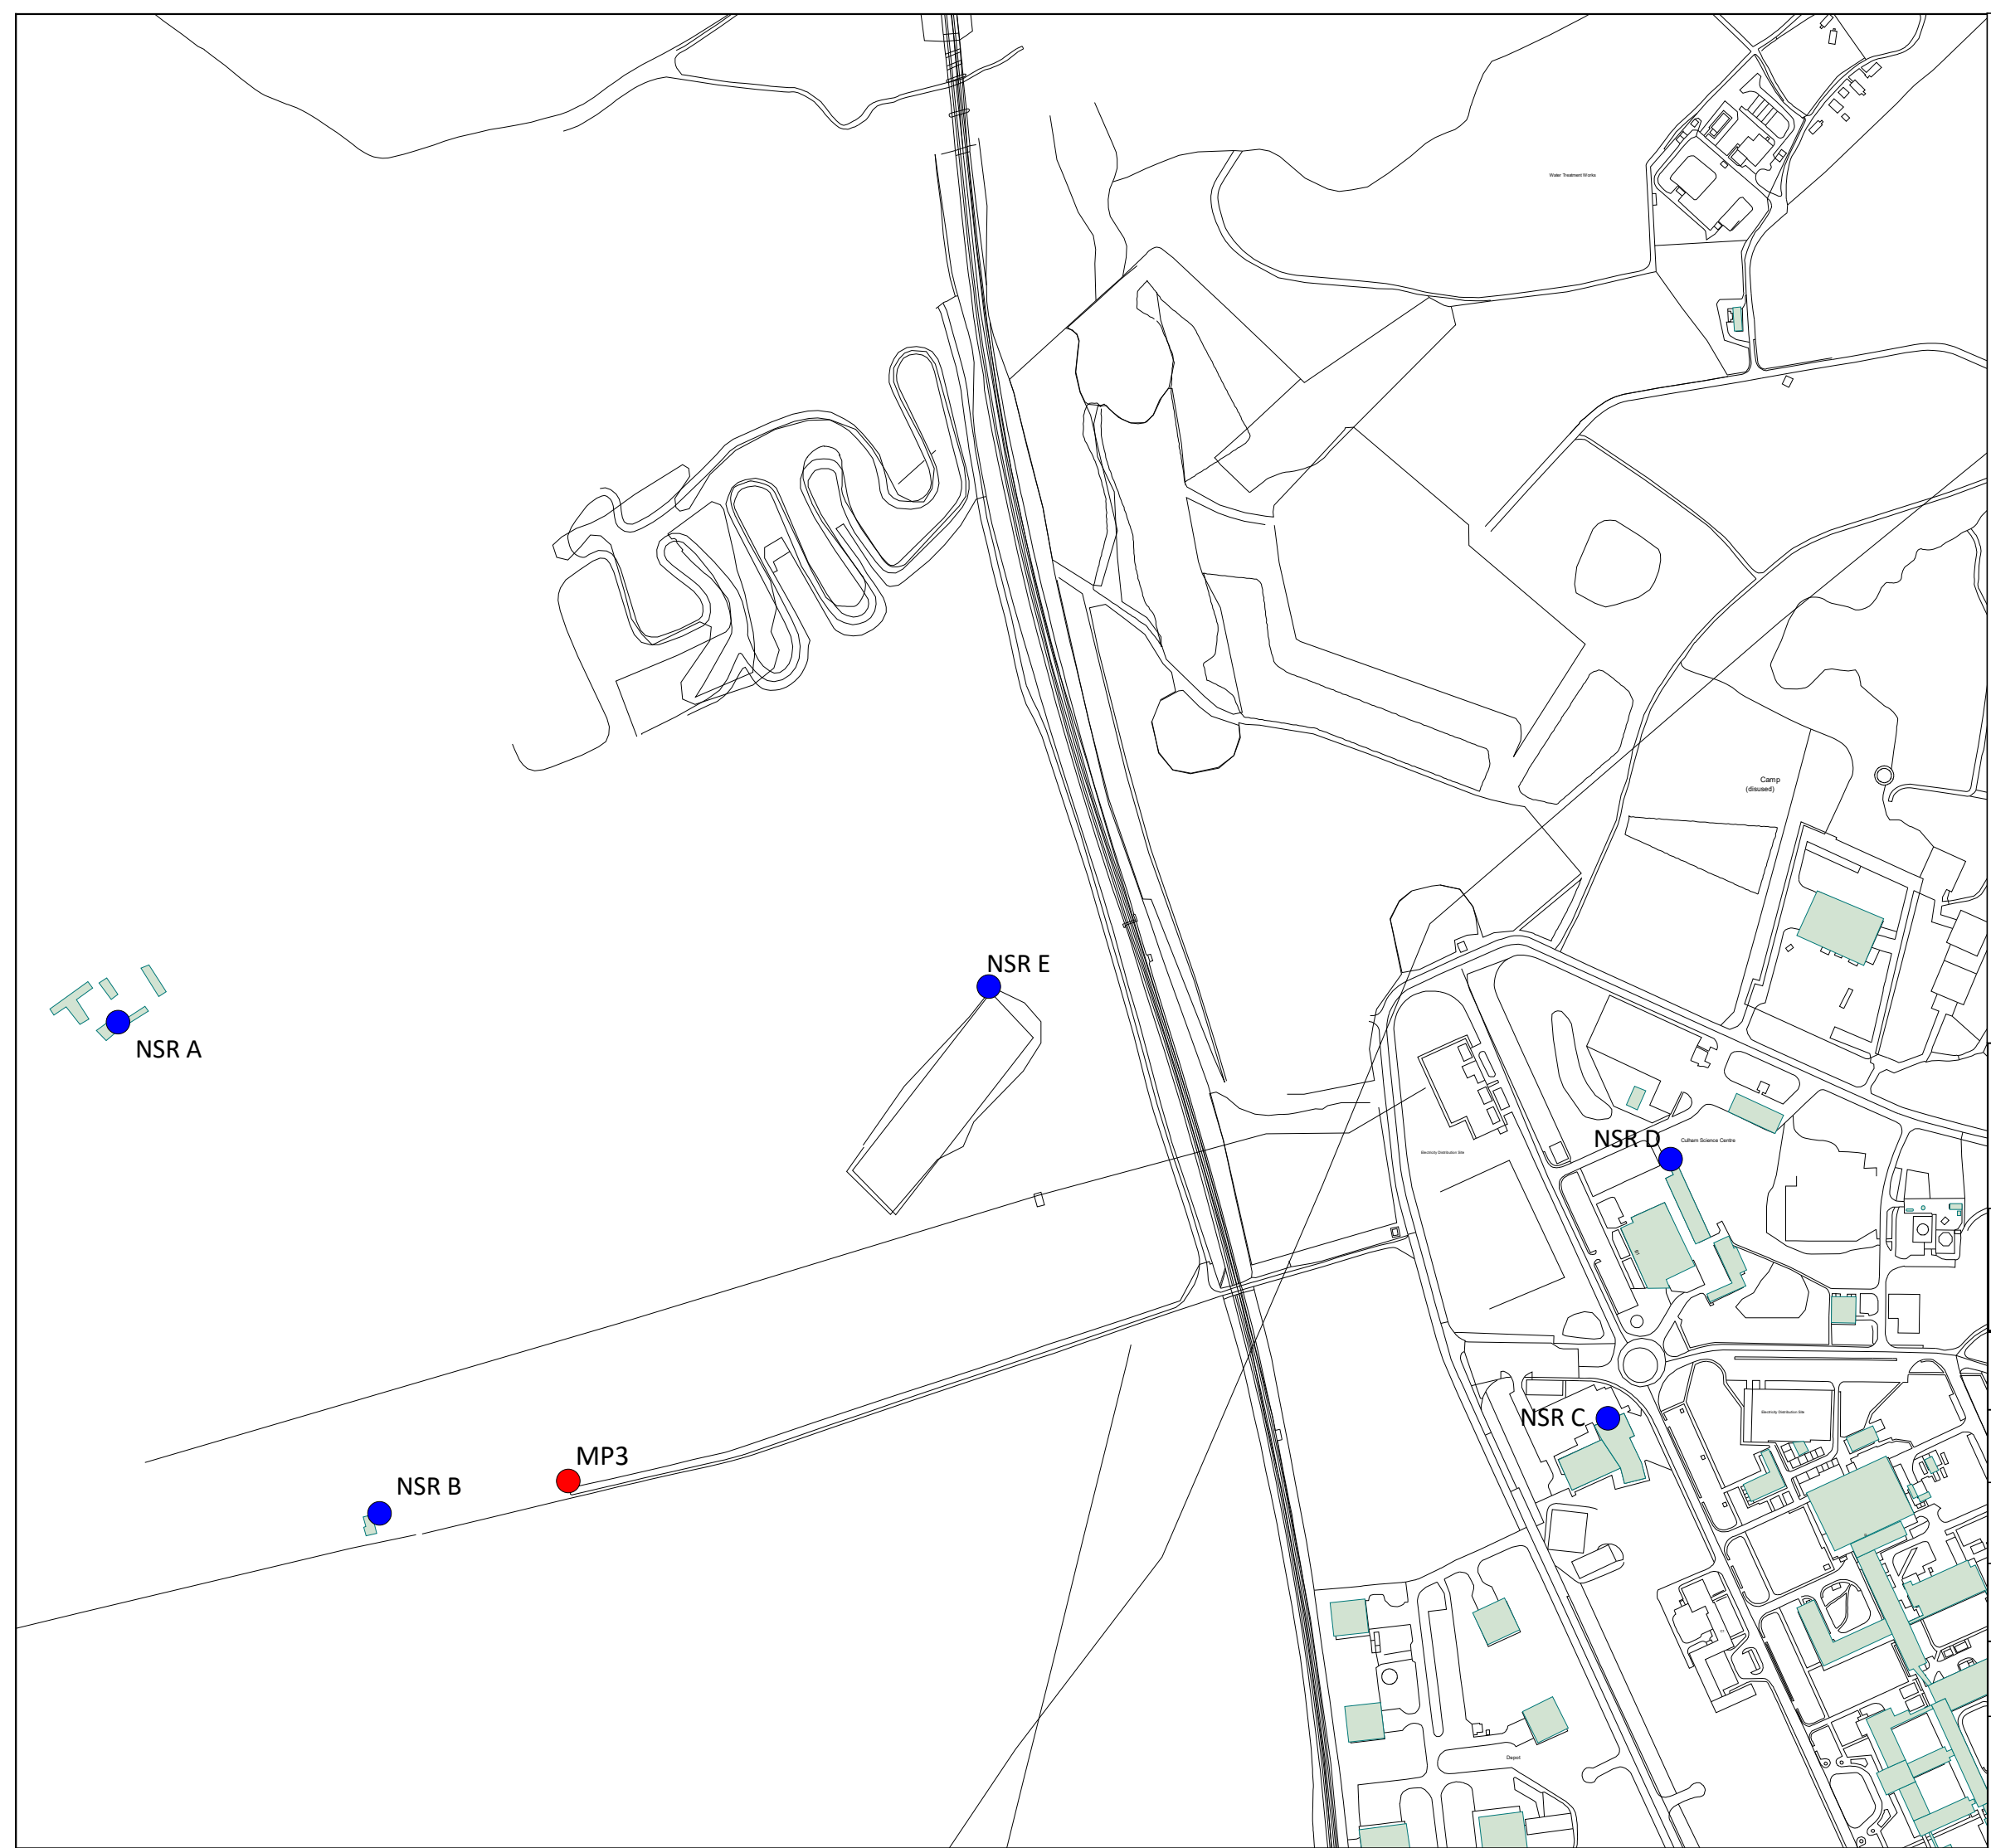 Water Treatment Works
Camp
(disused)
NSR E
NSR A
NSR D
Culham Science Centre
Electricity Distribution Site
NSR C
Electricity Distribution Site
MP3
NSR B
Depot